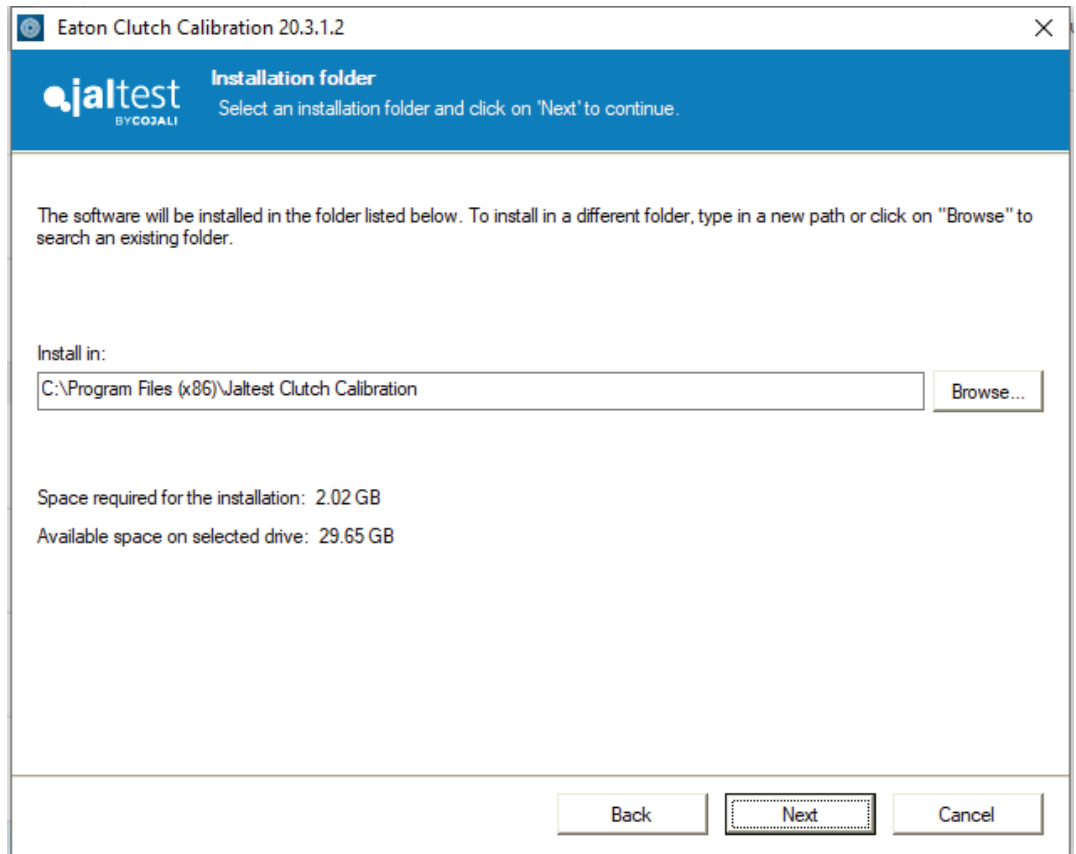 Eaton Clutch Calibration 20.3.1.2
jaltest
BY COJALI
Installation folder
Select an installation folder and click on 'Next' to continue.
The software will be installed in the folder listed below. To install in a different folder, type in a new path or click on "Browse" to
search an existing folder.
Install in:
C:\Program Files (x86)\Jaltest Clutch Calibration
Browse...
Space required for the installation: 2.02 GB
Available space on selected drive: 29.65 GB
Back
Next
Cancel